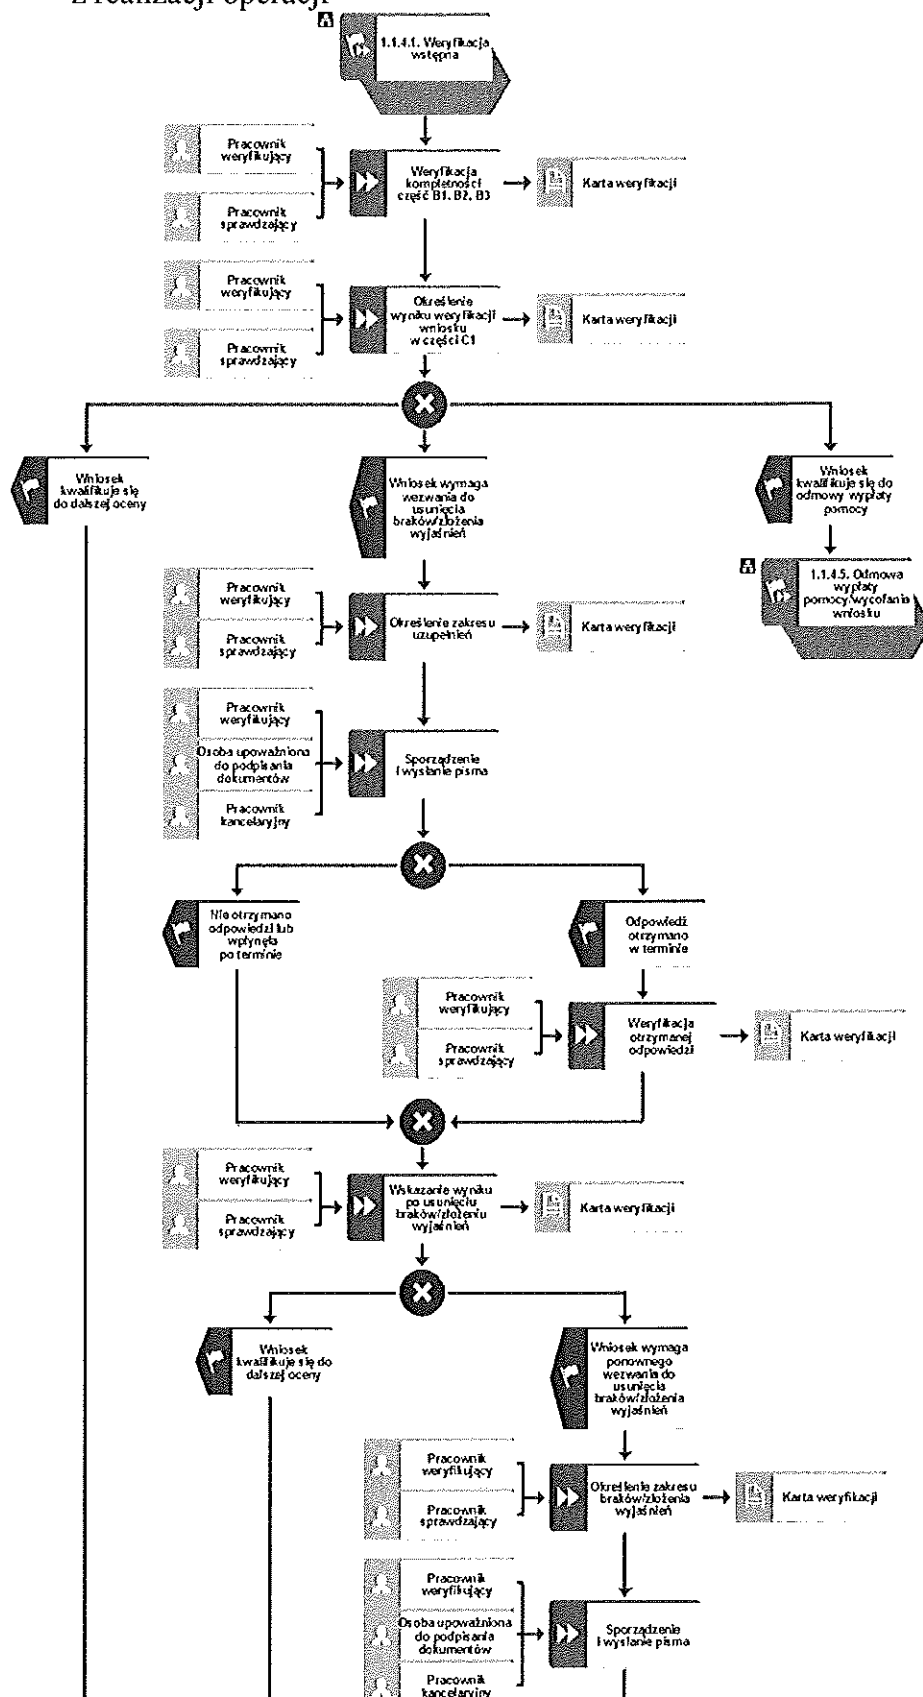 z realizacji operacji
1.1.4.1. Weryfikacja
wstępna
Pracownik
weryfikujący
Pracownik
sprawdzający
Weryfikacja
kompletności
część B1, B2, B3
Karta weryfikacji
Pracownik
weryfikujący
Pracownik
sprawdzający
Określenie
wyniku weryfikacji
wniosku
w części C1
Karta weryfikacji
Wniosek
kwalifikuje się
do dalszej oceny
Wniosek wymaga
wezwania do
usunięcia
braków/złożenia
wyjaśnień
Wniosek
kwalifikuje się do
odmowy wypłaty
pomocy
1.1.4.5. Odmowa
wypłaty
pomocy/wycofania
wniosku
Pracownik
weryfikujący
Pracownik
sprawdzający
Określenie zakresu
uzupełnień
Karta weryfikacji
Pracownik
weryfikujący
Osoba upoważniona
do podpisania
dokumentów
Pracownik
kancelaryjny
Sporządzenie
i wysłanie pisma
Nie otrzymano
odpowiedzi lub
wpłynęła
po terminie
Odpowiedź
otrzymano
w terminie
Pracownik
weryfikujący
Pracownik
sprawdzający
Weryfikacja
otrzymanej
odpowiedzi
Karta weryfikacji
Pracownik
weryfikujący
Pracownik
sprawdzający
Wskazanie wyniku
po usunięciu
braków/złożeniu
wyjaśnień
Karta weryfikacji
Wniosek
kwalifikuje się do
dalszej oceny
Wniosek wymaga
ponownego
wezwania do
usunięcia
braków/złożenia
wyjaśnień
Pracownik
weryfikujący
Pracownik
sprawdzający
Określenie zakresu
braków/złożenia
wyjaśnień
Karta weryfikacji
Pracownik
weryfikujący
Osoba upoważniona
do podpisania
dokumentów
Pracownik
kancelaryjny
Sporządzenie
i wysłanie pisma